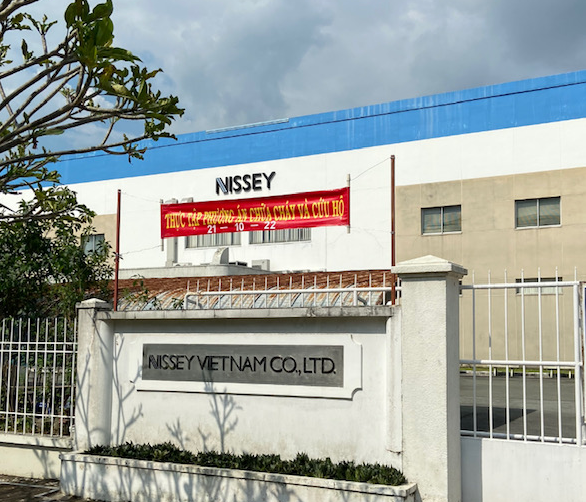 NISSEY
THỰC TẬP PHƯƠNG ÁN CHỮA CHÁY VÀ CỨU HỘ
21-10-22
NISSEY VIETNAM CO., LTD.